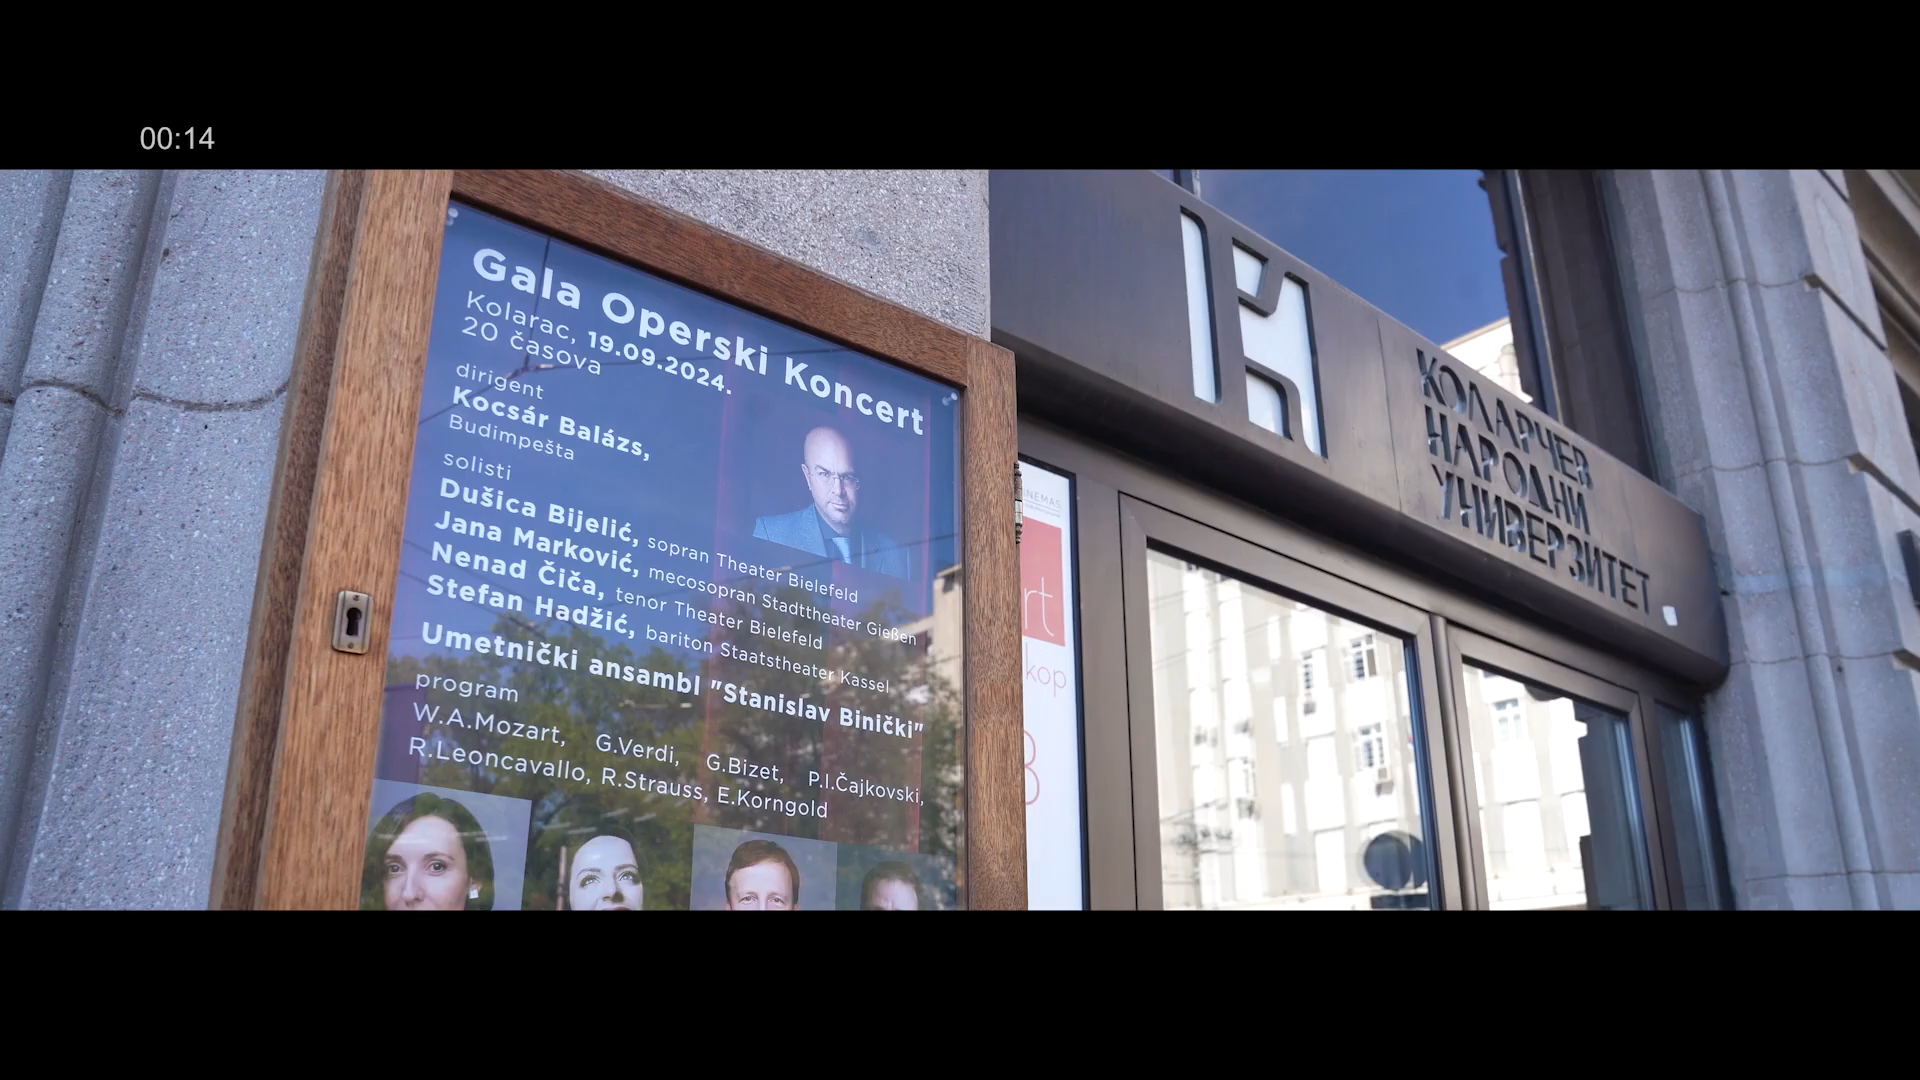 00:14
Gala Operski Koncert
Kolarac, 19.09.2024.
20 časova
dirigent
Kocsár Balázs,
Budimpešta
solisti
Dušica Bijelić, sopran Theater Bielefeld
Jana Marković, mecosopran Stadttheater Gießen
Nenad Čiča, tenor Theater Bielefeld
Stefan Hadžić, bariton Staatstheater Kassel
Umetnički ansambl "Stanislav Binički"
program
W.A.Mozart, G.Verdi, G.Bizet, P.I.Čajkovski,
R.Leoncavallo, R.Strauss, E.Korngold
КОЛАРЧЕВ
НАРОДНИ
УНИВЕРЗИТЕТ